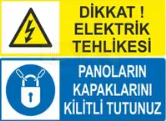 DİKKAT !
ELEKTRİK
TEHLİKESİ
PANOLARIN
KAPAKLARINI
KİLİTLİ TUTUNUZ